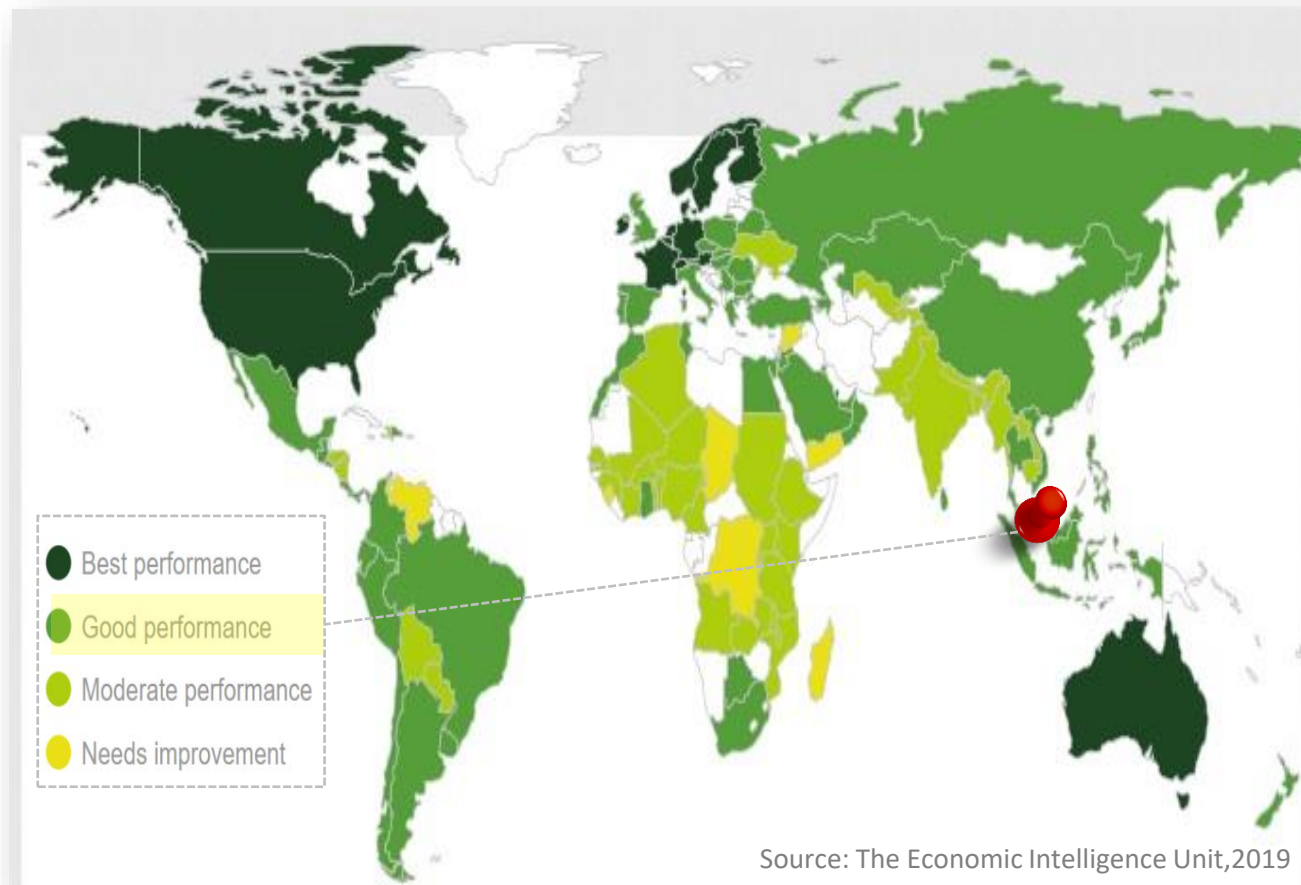 Best performance
Good performance
Moderate performance
Needs improvement
Source: The Economic Intelligence Unit,2019